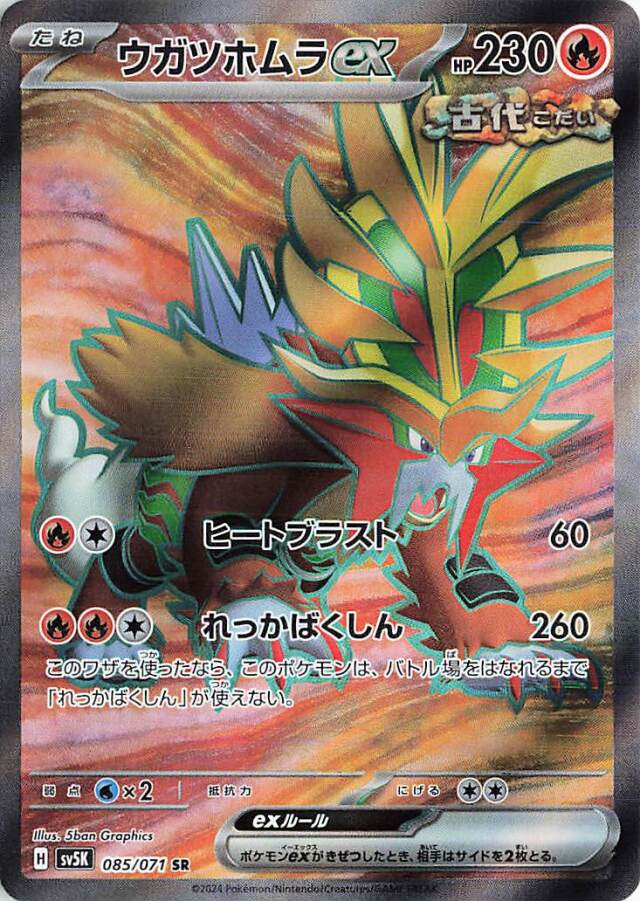 たね ウガツホムラex HP230
古代 こだい
ヒートブラスト 60
れっかばくしん 260
このワザを使ったなら、このポケモンは、バトル場をはなれるまで
「れっかばくしん」が使えない。
弱点 ×2 抵抗力 にげる
exルール
ポケモンexがきぜつしたとき、相手はサイドを2枚とる。
Illus. 5ban Graphics
H sv5K 085/071 SR
©2024 Pokémon/Nintendo/Creatures/GAME FREAK